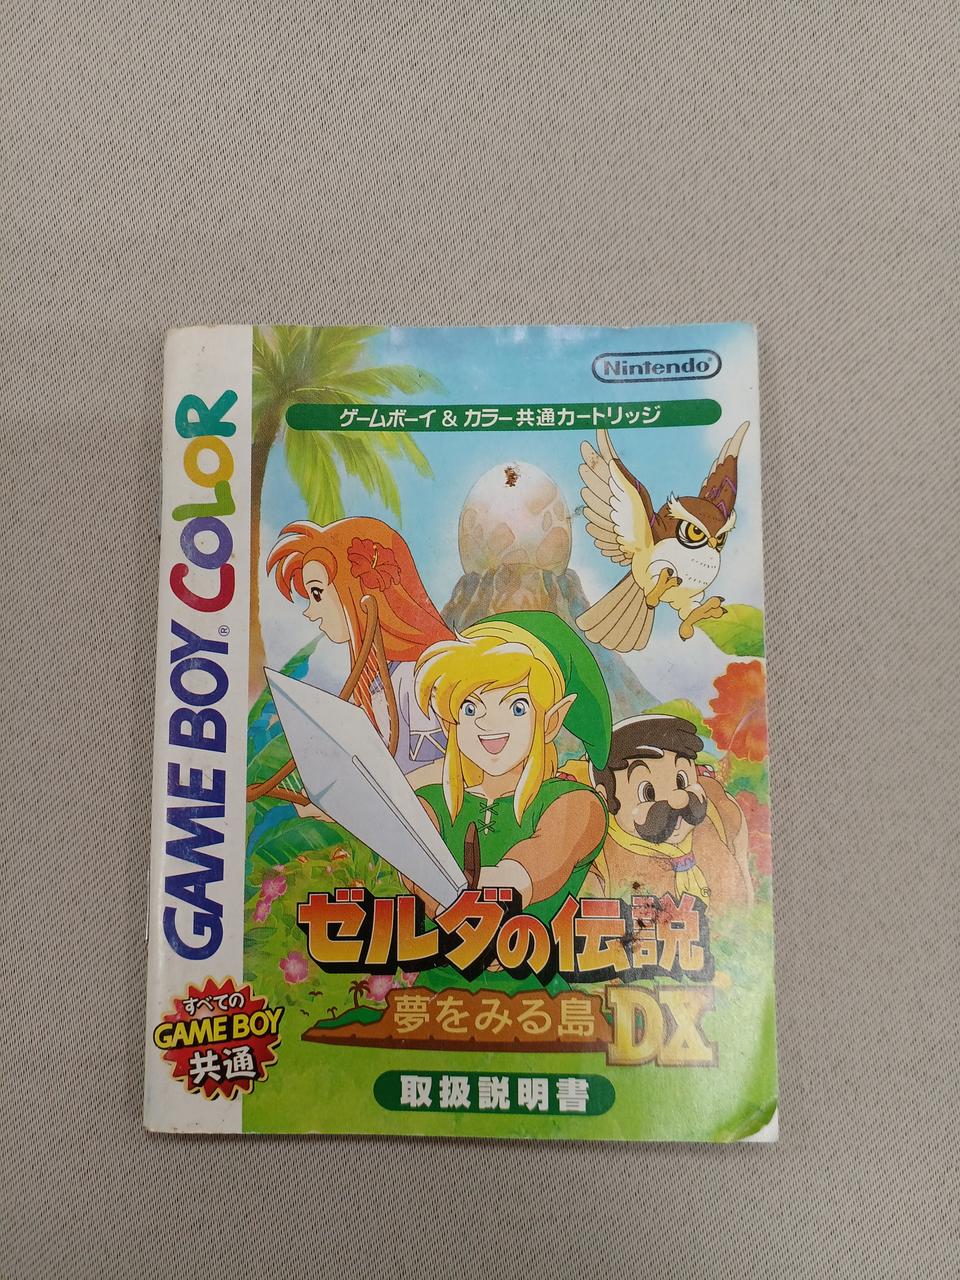 Nintendo®
ゲームボーイ & カラー共通カートリッジ
GAME BOY® COLOR
ゼルダの伝説®
夢をみる島 DX
すべての
GAME BOY
共通
取扱説明書